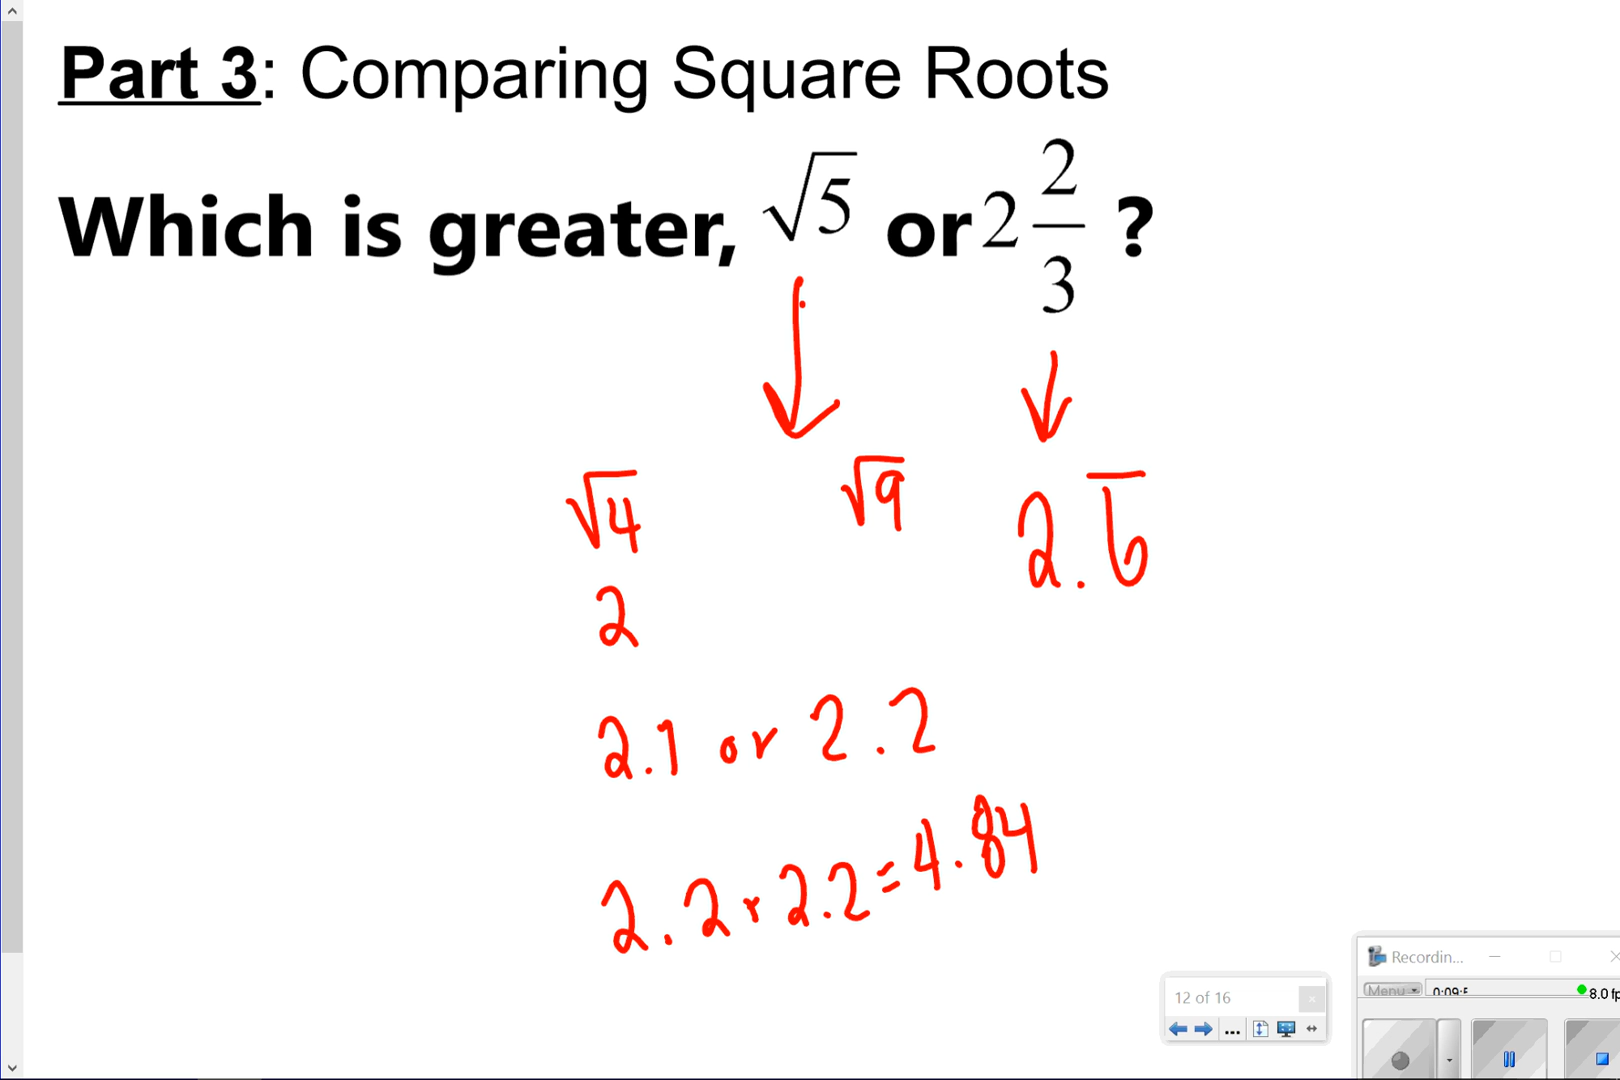 Part 3: Comparing Square Roots
Which is greater, √5 or 2 2/3 ?
√4 √9 2.6̅
2
2.1 or 2.2
2.2 × 2.2 = 4.84
Recordin...
12 of 16
Menu
8.0 fp